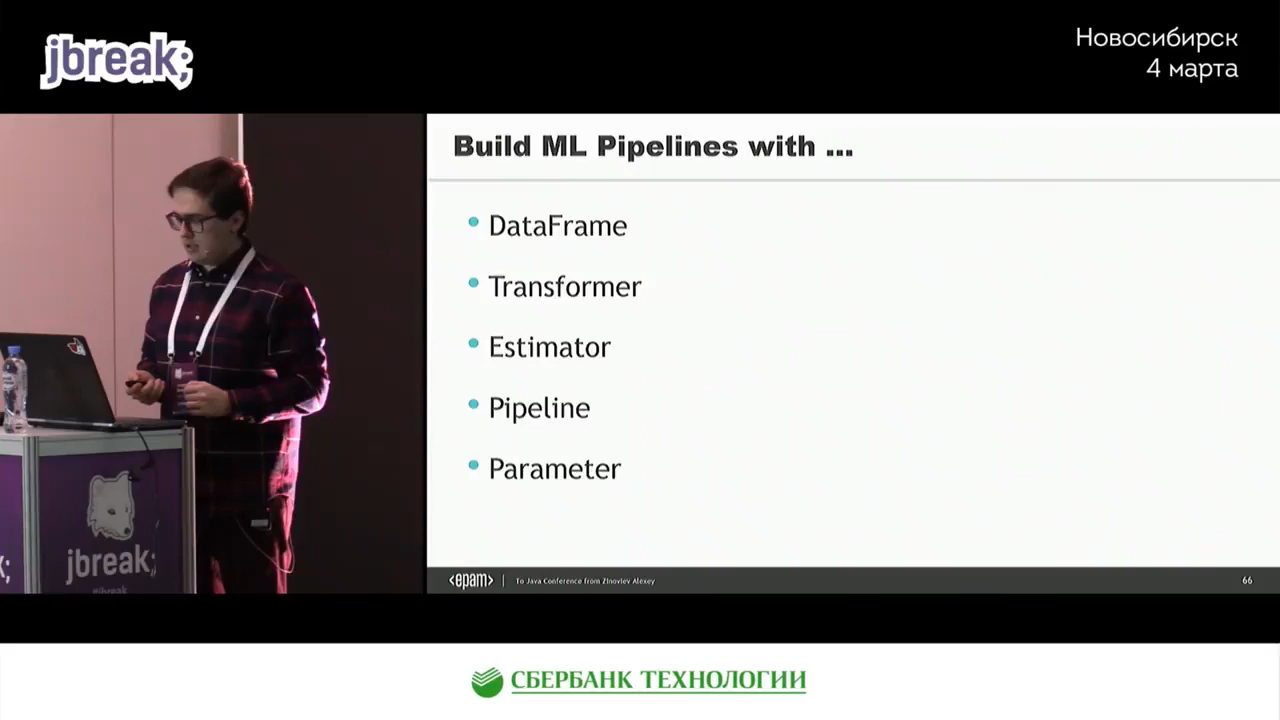 jbreak;
Новосибирск
4 марта
Build ML Pipelines with ...
DataFrame
Transformer
Estimator
Pipeline
Parameter
jbreak;
<epam> | To Java Conference from Zinoviev Alexey
66
СБЕРБАНК ТЕХНОЛОГИИ